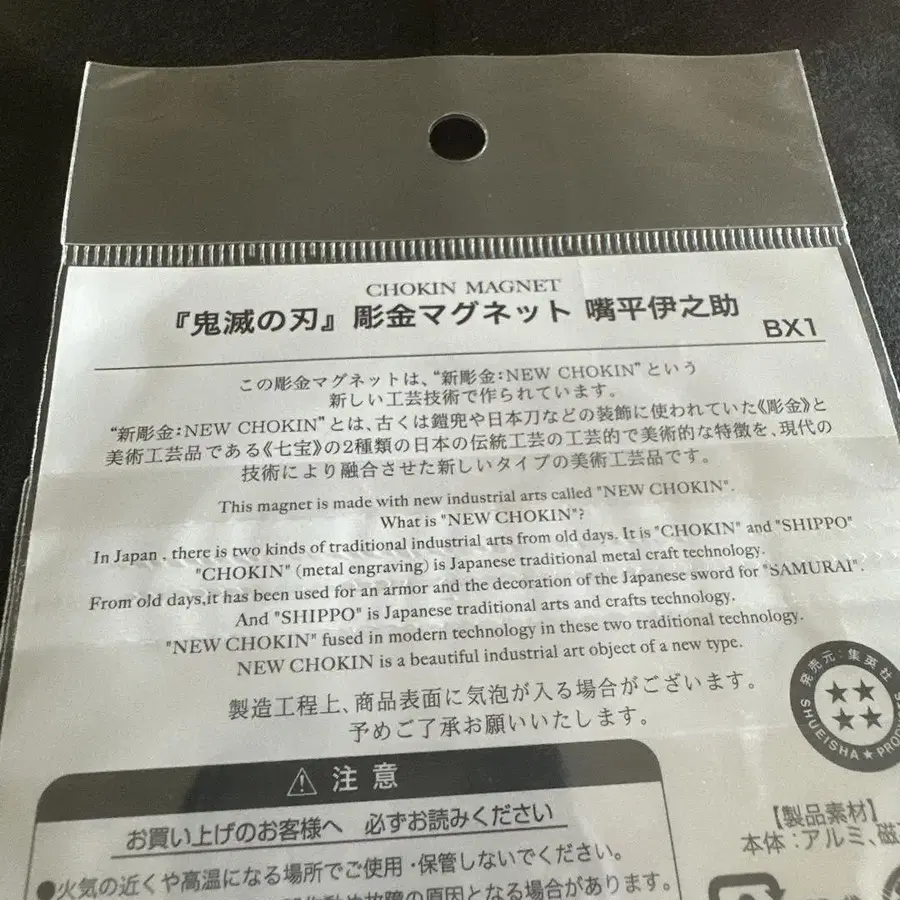 CHOKIN MAGNET
『鬼滅の刃』彫金マグネット 嘴平伊之助
BX1
この彫金マグネットは、“新彫金:NEW CHOKIN”という
新しい工芸技術で作られています。
“新彫金:NEW CHOKIN”とは、古くは鎧兜や日本刀などの装飾に使われていた《彫金》と
美術工芸品である《七宝》の2種類の日本の伝統工芸の工芸的で美術的な特徴を、現代の
技術により融合させた新しいタイプの美術工芸品です。
This magnet is made with new industrial arts called "NEW CHOKIN".
What is "NEW CHOKIN"?
In Japan , there is two kinds of traditional industrial arts from old days. It is "CHOKIN" and "SHIPPO"
"CHOKIN" (metal engraving) is Japanese traditional metal craft technology.
From old days,it has been used for an armor and the decoration of the Japanese sword for "SAMURAI".
And "SHIPPO" is Japanese traditional arts and crafts technology.
"NEW CHOKIN" fused in modern technology in these two traditional technology.
NEW CHOKIN is a beautiful industrial art object of a new type.
製造工程上、商品表面に気泡が入る場合がございます。
予めご了承お願いいたします。
発売元:集英社
SHUEISHA★PRO
⚠ 注意
お買い上げのお客様へ 必ずお読みください
●火気の近くや高温になる場所でご使用・保管しないでください。
故障の原因となる場合があります。
【製品素材】
本体:アルミ、磁